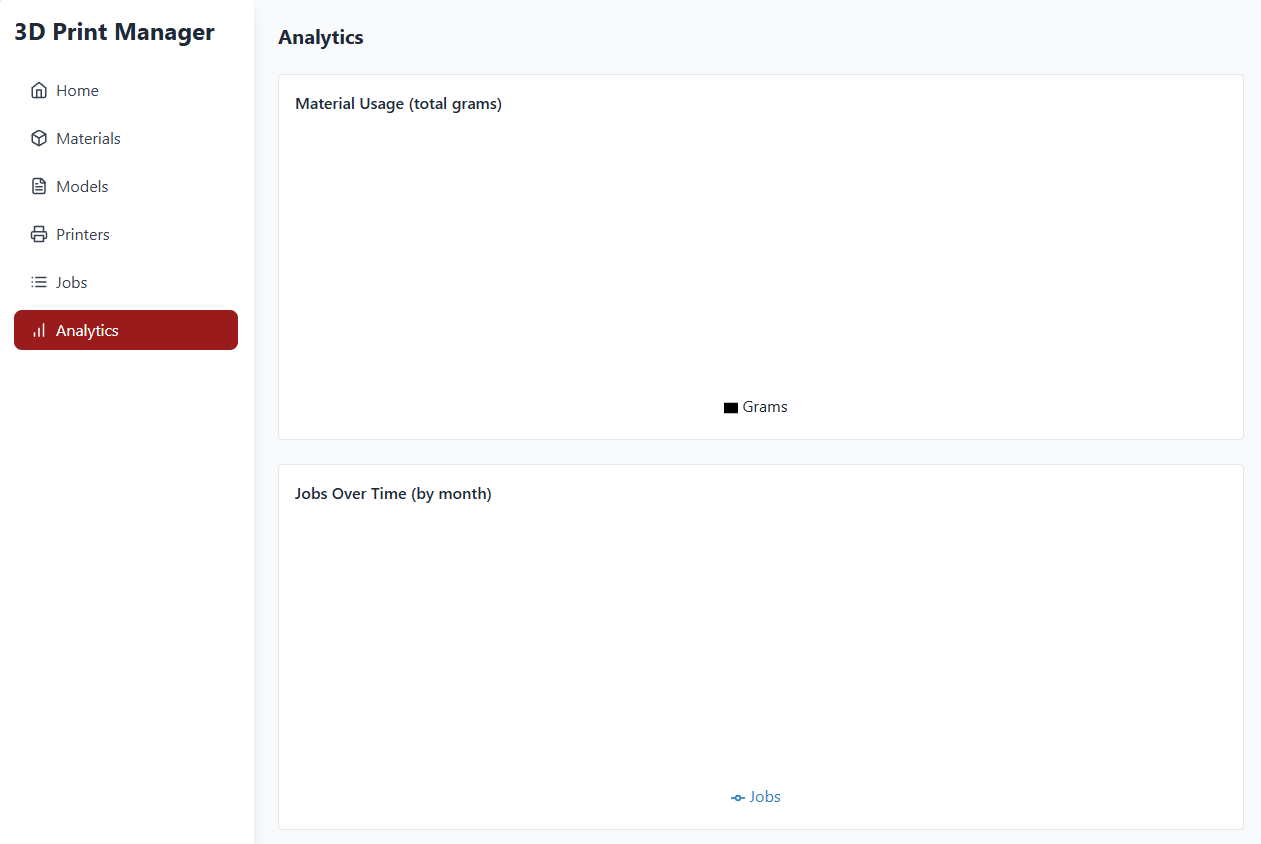 3D Print Manager
Home
Materials
Models
Printers
Jobs
Analytics
Analytics
Material Usage (total grams)
Grams
Jobs Over Time (by month)
Jobs